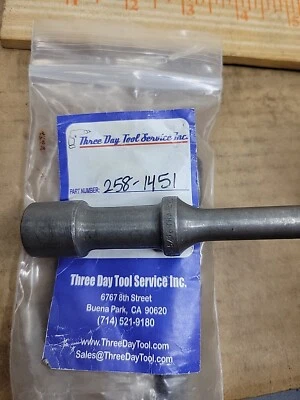 Three Day Tool Service Inc.
PART NUMBER: 258-1451
Three Day Tool Service Inc.
6767 8th Street
Buena Park, CA 90620
(714) 521-9180
www.ThreeDayTool.com
Sales@ThreeDayTool.com